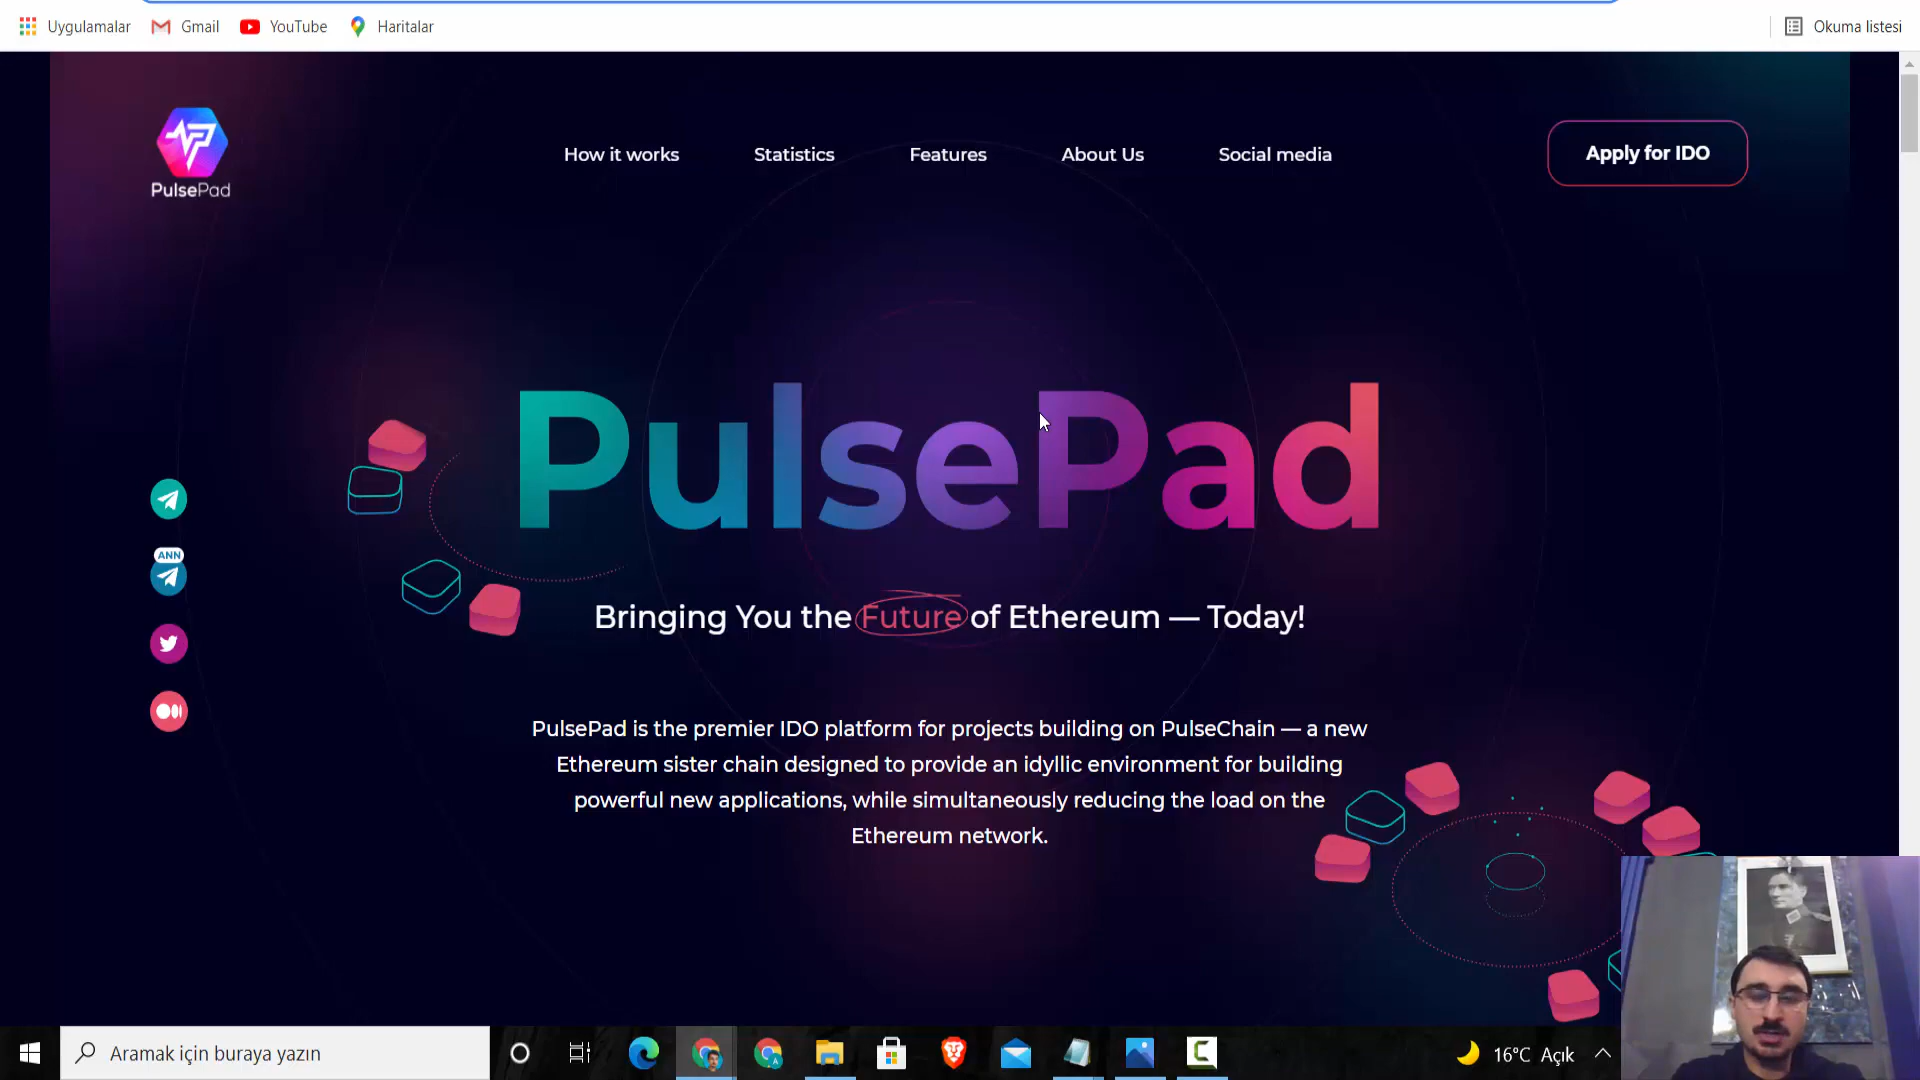 Uygulamalar
Gmail
YouTube
Haritalar
Okuma listesi
PulsePad
How it works
Statistics
Features
About Us
Social media
Apply for IDO
PulsePad
ANN
Bringing You the Future of Ethereum — Today!
PulsePad is the premier IDO platform for projects building on PulseChain — a new
Ethereum sister chain designed to provide an idyllic environment for building
powerful new applications, while simultaneously reducing the load on the
Ethereum network.
Aramak için buraya yazın
16°C Açık